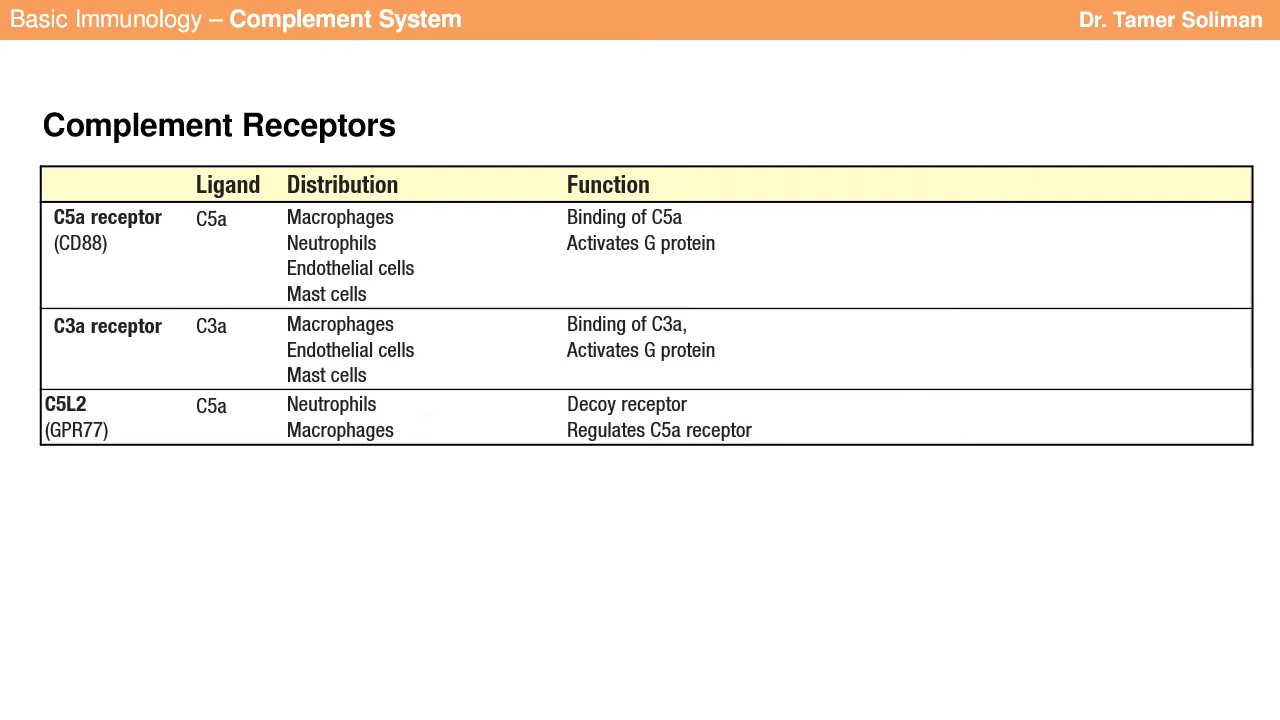 Basic Immunology – Complement System Dr. Tamer Soliman
Complement Receptors
Ligand Distribution Function
C5a receptor C5a Macrophages Binding of C5a
(CD88) Neutrophils Activates G protein
Endothelial cells
Mast cells
C3a receptor C3a Macrophages Binding of C3a,
Endothelial cells Activates G protein
Mast cells
C5L2 C5a Neutrophils Decoy receptor
(GPR77) Macrophages Regulates C5a receptor